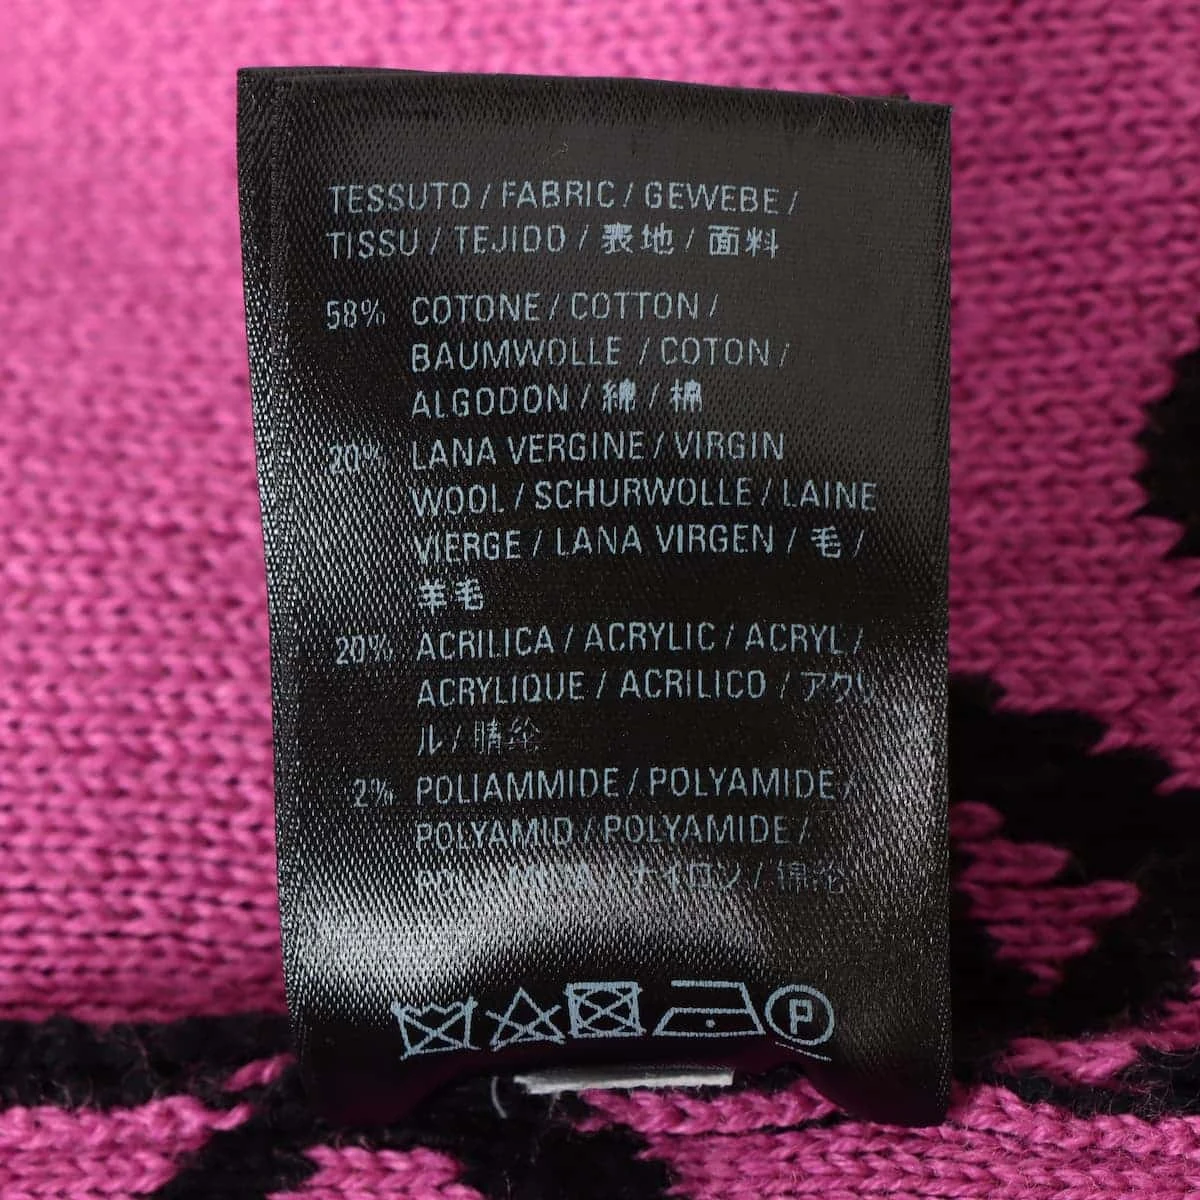 TESSUTO / FABRIC / GEWEBE /
TISSU / TEJIDO / 表地 / 面料
58% COTONE / COTTON /
BAUMWOLLE / COTON /
ALGODON / 綿 / 棉
20% LANA VERGINE / VIRGIN
WOOL / SCHURWOLLE / LAINE
VIERGE / LANA VIRGEN / 毛 /
羊毛
20% ACRILICA / ACRYLIC / ACRYL /
ACRYLIQUE / ACRILICO / アクリ
ル / 腈纶
2% POLIAMMIDE / POLYAMIDE /
POLYAMID / POLYAMIDE /
/ ナイロン / 锦纶
P